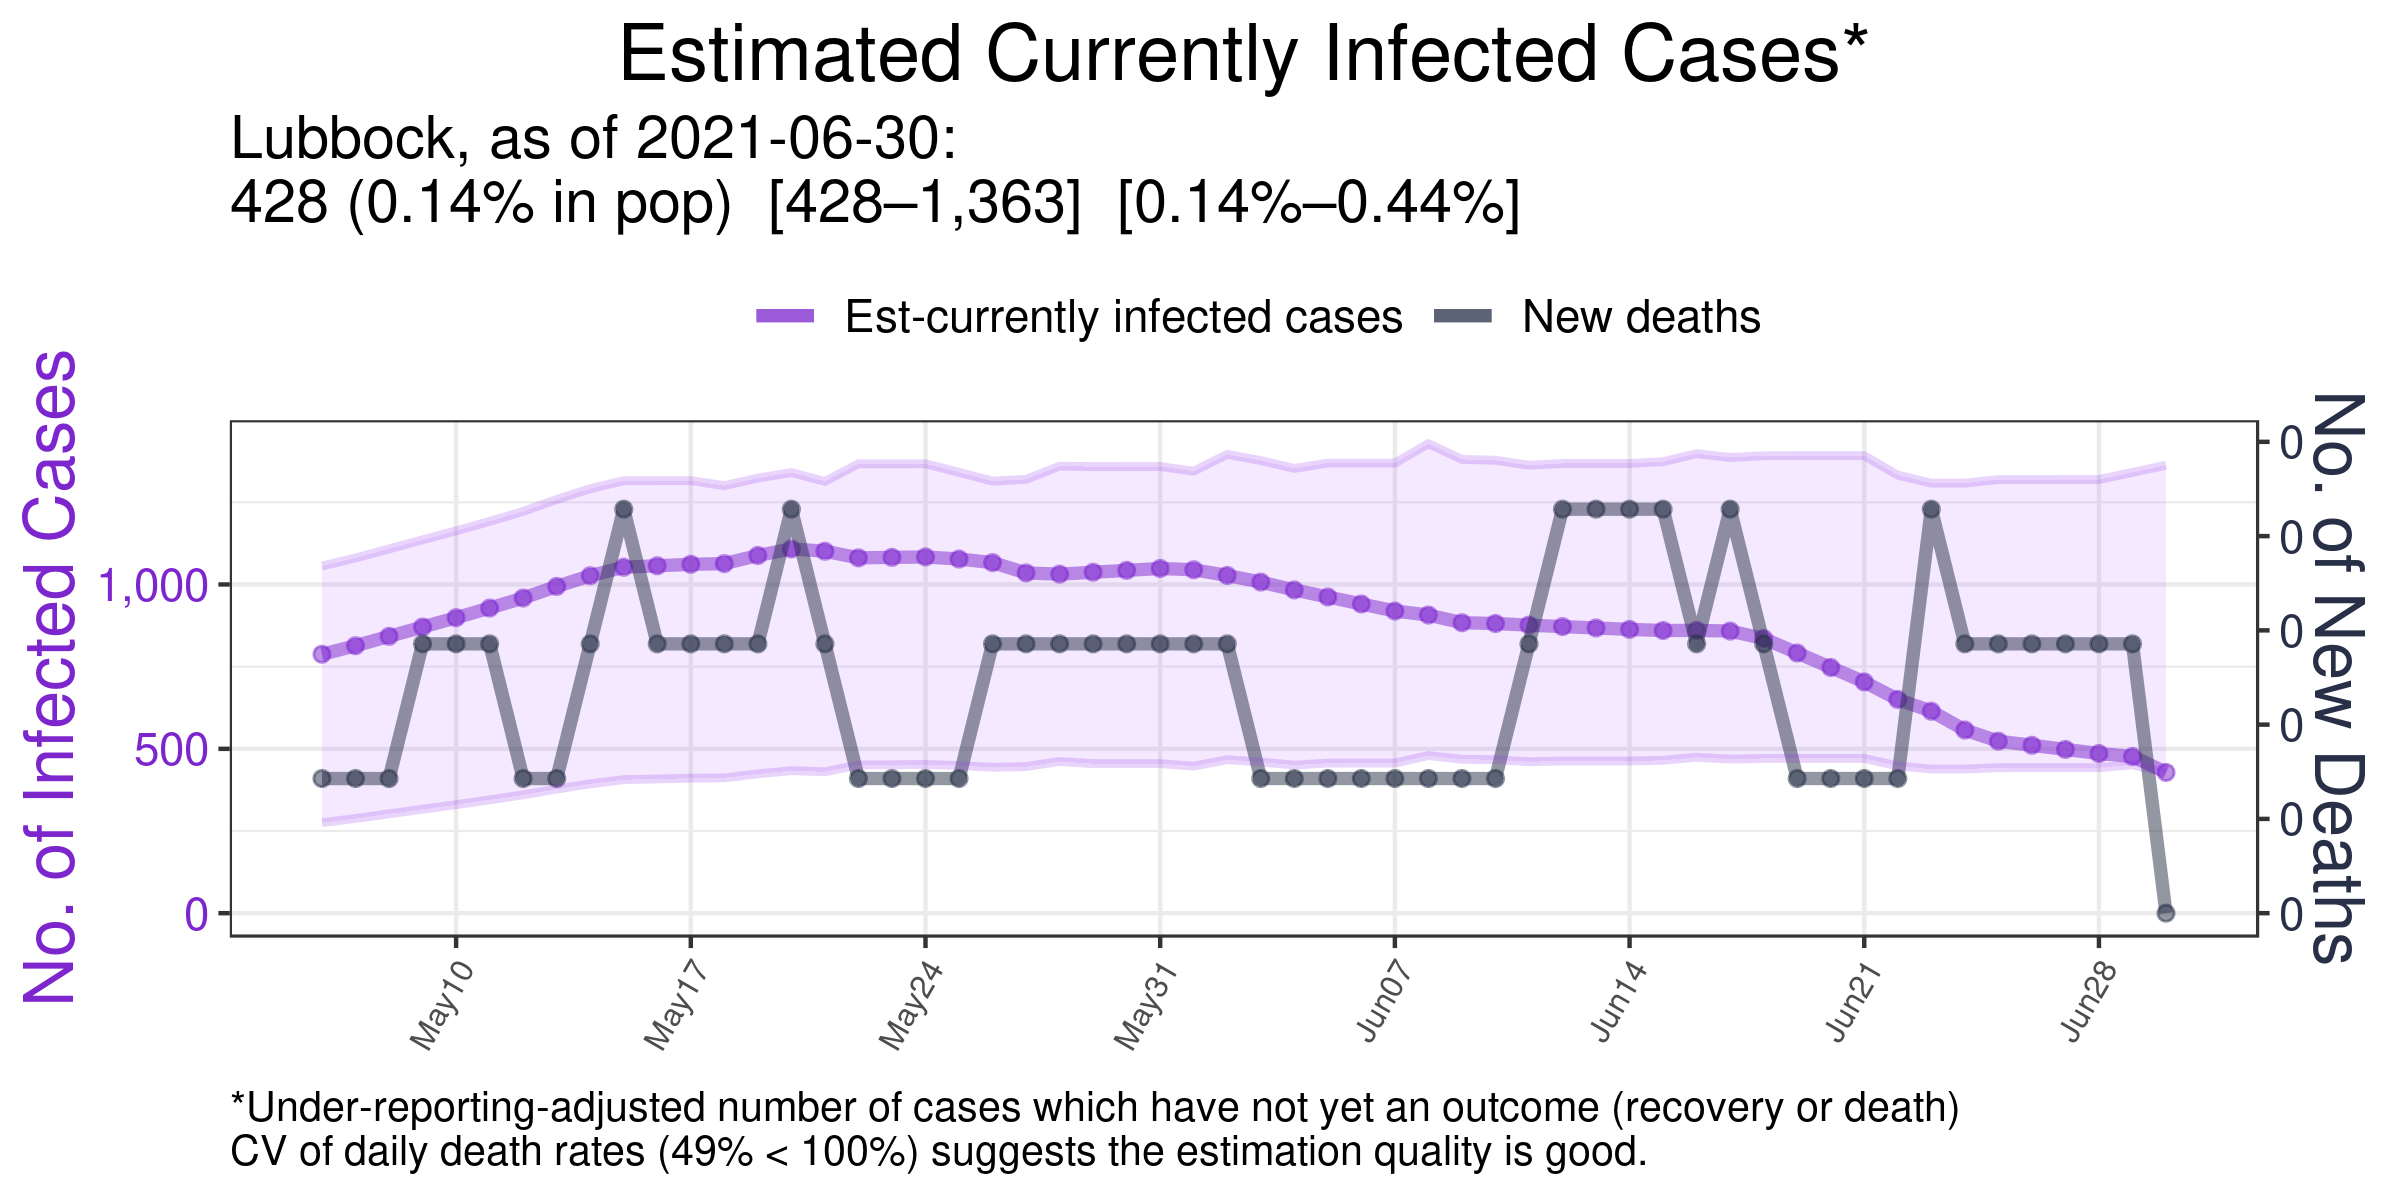 Estimated Currently Infected Cases*
Lubbock, as of 2021-06-30:
428 (0.14% in pop)  [428–1,363]  [0.14%–0.44%]
Est-currently infected cases
New deaths
No. of Infected Cases
1,000
500
0
0
0
0
0
0
0
No. of New Deaths
May10
May17
May24
May31
Jun07
Jun14
Jun21
Jun28
*Under-reporting-adjusted number of cases which have not yet an outcome (recovery or death)
CV of daily death rates (49% < 100%) suggests the estimation quality is good.